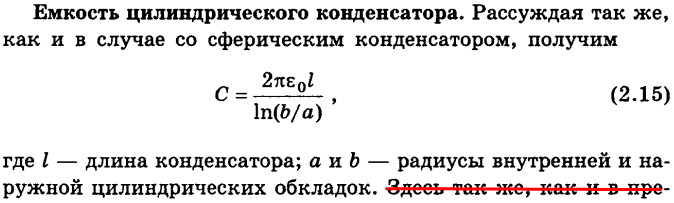 Емкость цилиндрического конденсатора. Рассуждая так же,
как и в случае со сферическим конденсатором, получим
C = 2πε₀l / ln(b/a) , (2.15)
где l — длина конденсатора; a и b — радиусы внутренней и на-
ружной цилиндрических обкладок. Здесь так же, как и в пре-